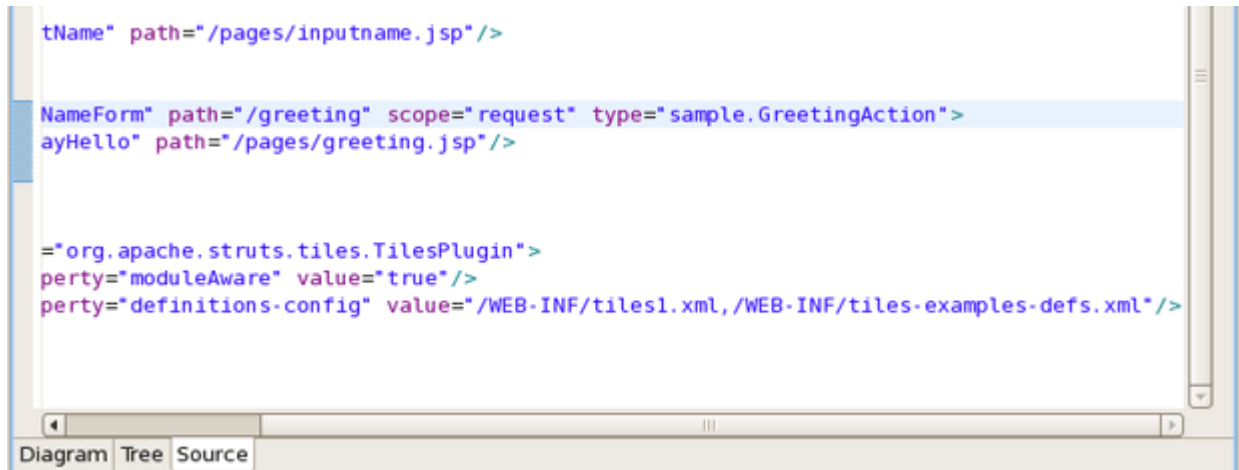 tName" path="/pages/inputname.jsp"/>
NameForm" path="/greeting" scope="request" type="sample.GreetingAction">
ayHello" path="/pages/greeting.jsp"/>
="org.apache.struts.tiles.TilesPlugin">
perty="moduleAware" value="true"/>
perty="definitions-config" value="/WEB-INF/tiles1.xml,/WEB-INF/tiles-examples-defs.xml"/>
Diagram Tree Source